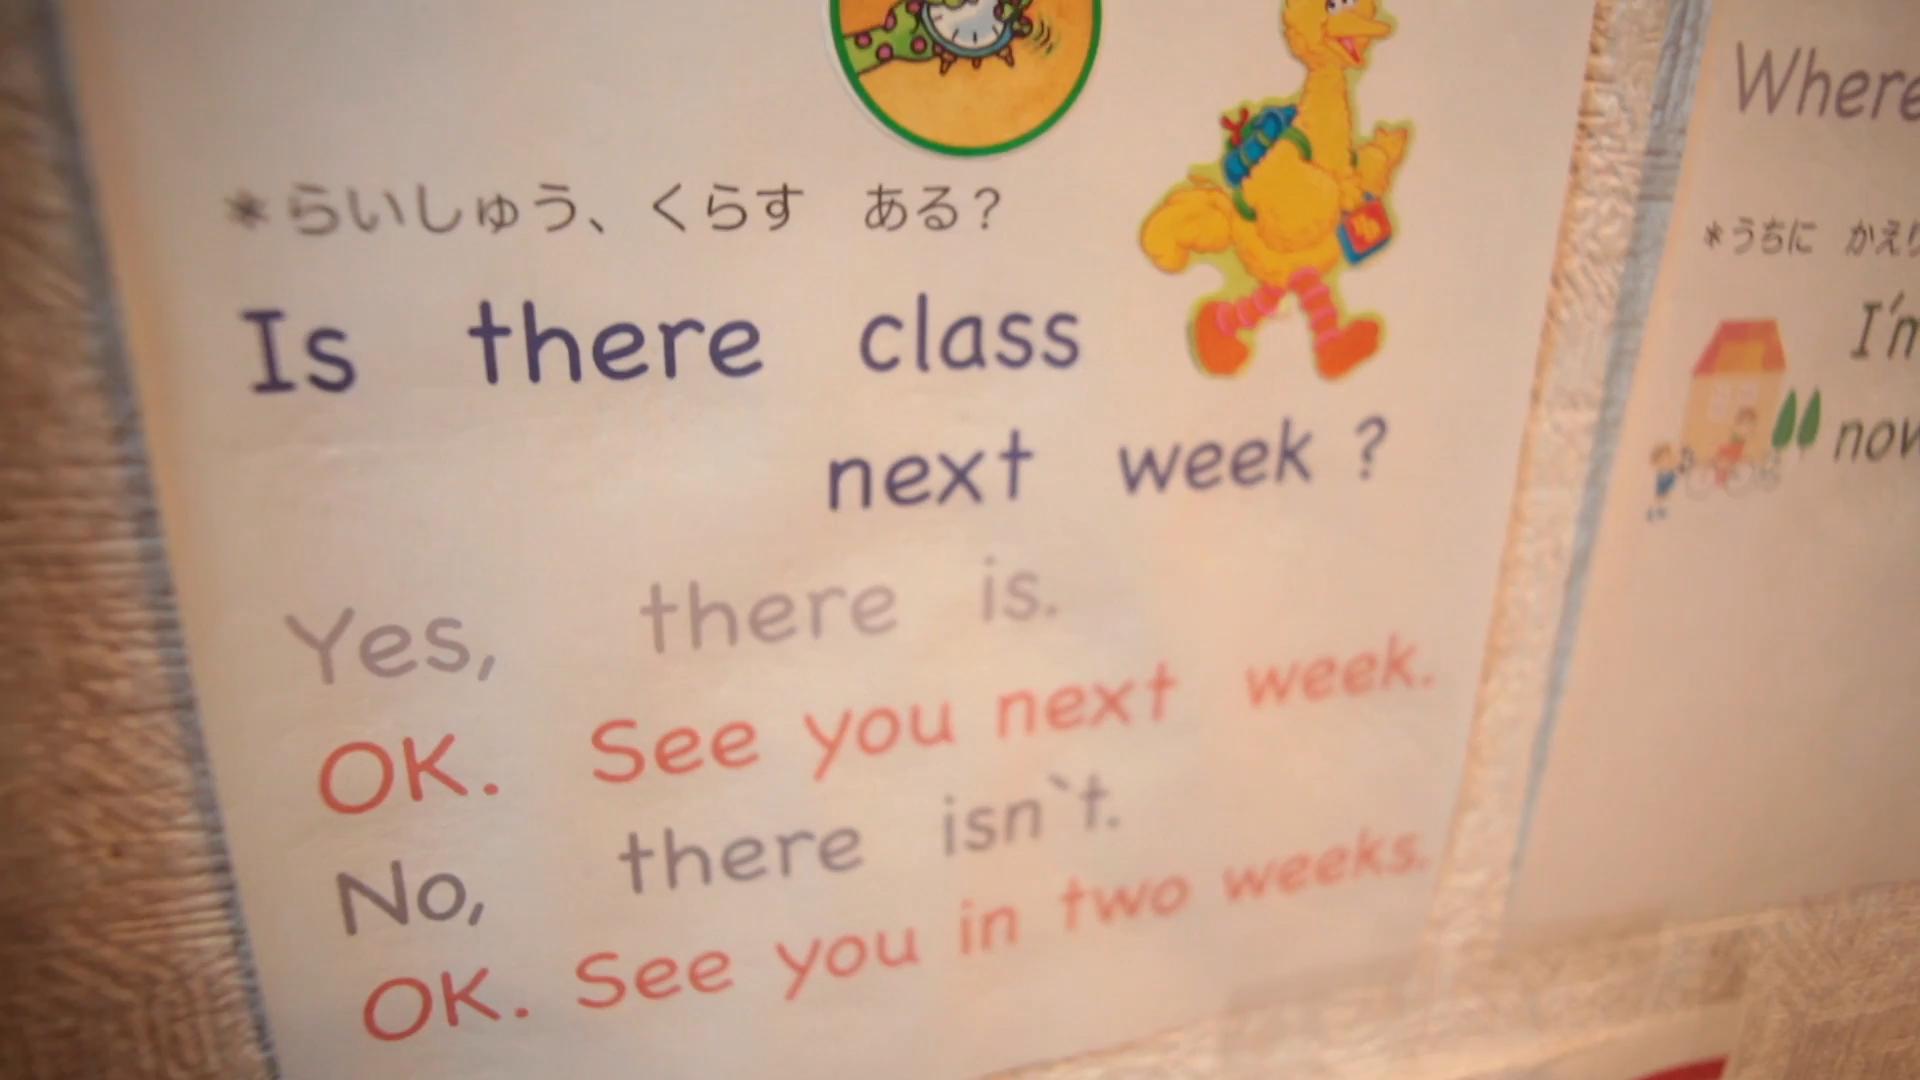 *らいしゅう、くらす　ある?
Is there class
next week ?
Yes, there is.
OK. See you next week.
No, there isn`t.
OK. See you in two weeks.
Where
*うちに　かえり
I'm
now